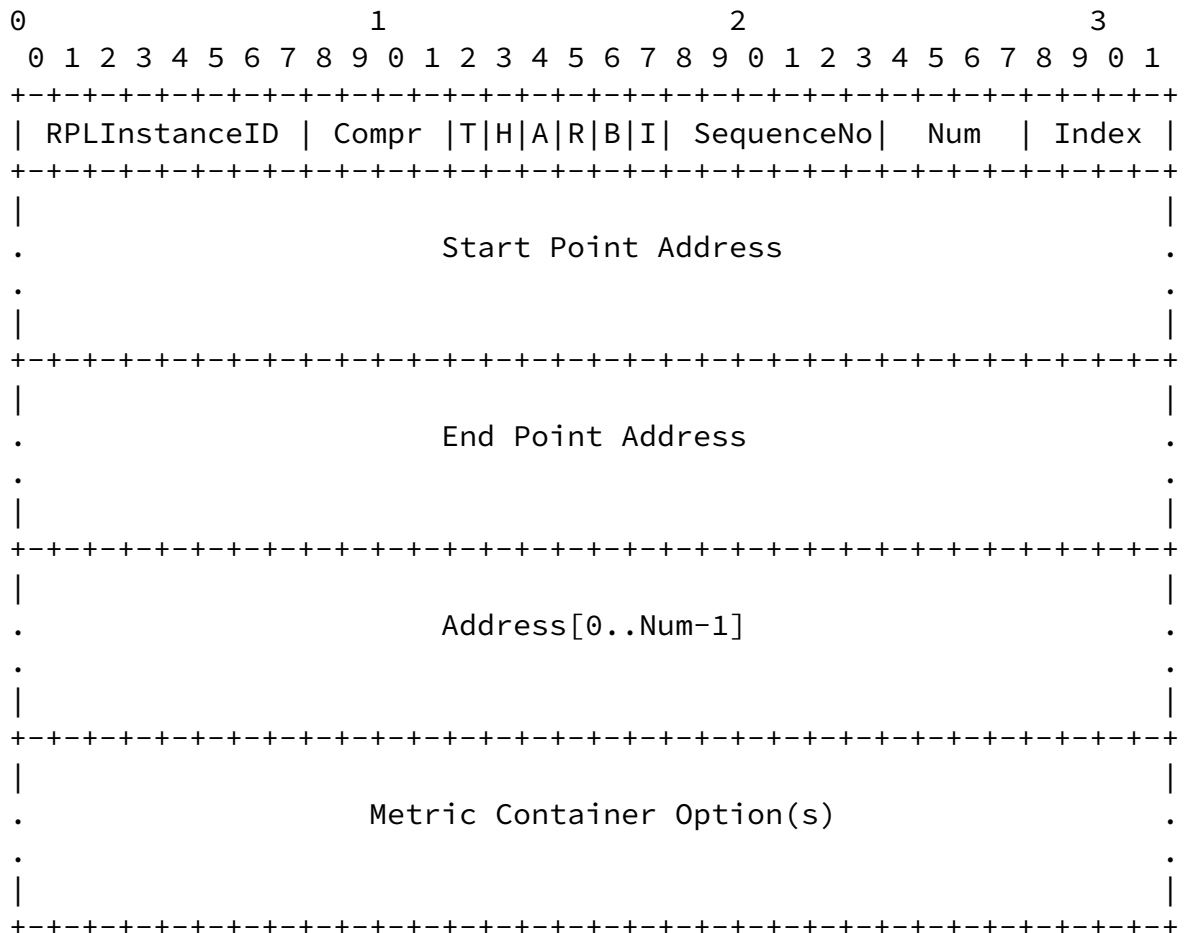 0                   1                   2                   3
 0 1 2 3 4 5 6 7 8 9 0 1 2 3 4 5 6 7 8 9 0 1 2 3 4 5 6 7 8 9 0 1
+-+-+-+-+-+-+-+-+-+-+-+-+-+-+-+-+-+-+-+-+-+-+-+-+-+-+-+-+-+-+-+-+
| RPLInstanceID | Compr |T|H|A|R|B|I| SequenceNo|  Num  | Index |
+-+-+-+-+-+-+-+-+-+-+-+-+-+-+-+-+-+-+-+-+-+-+-+-+-+-+-+-+-+-+-+-+
|                                                               |
.                       Start Point Address                     .
.                                                               .
|                                                               |
+-+-+-+-+-+-+-+-+-+-+-+-+-+-+-+-+-+-+-+-+-+-+-+-+-+-+-+-+-+-+-+-+
|                                                               |
.                       End Point Address                       .
.                                                               .
|                                                               |
+-+-+-+-+-+-+-+-+-+-+-+-+-+-+-+-+-+-+-+-+-+-+-+-+-+-+-+-+-+-+-+-+
|                                                               |
.                       Address[0..Num-1]                       .
.                                                               .
|                                                               |
+-+-+-+-+-+-+-+-+-+-+-+-+-+-+-+-+-+-+-+-+-+-+-+-+-+-+-+-+-+-+-+-+
|                                                               |
.                   Metric Container Option(s)                  .
.                                                               .
|                                                               |
+-+-+-+-+-+-+-+-+-+-+-+-+-+-+-+-+-+-+-+-+-+-+-+-+-+-+-+-+-+-+-+-+